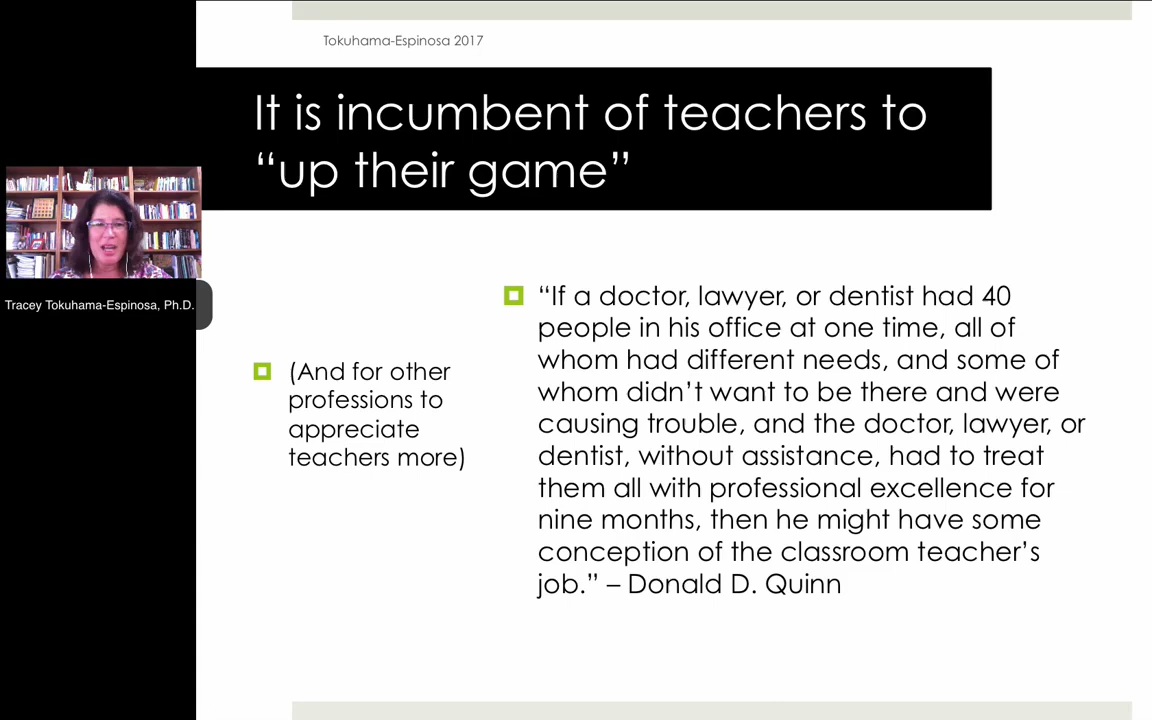 Tokuhama-Espinosa 2017
It is incumbent of teachers to
“up their game”
Tracey Tokuhama-Espinosa, Ph.D.
(And for other
professions to
appreciate
teachers more)
“If a doctor, lawyer, or dentist had 40
people in his office at one time, all of
whom had different needs, and some of
whom didn’t want to be there and were
causing trouble, and the doctor, lawyer, or
dentist, without assistance, had to treat
them all with professional excellence for
nine months, then he might have some
conception of the classroom teacher’s
job.” – Donald D. Quinn